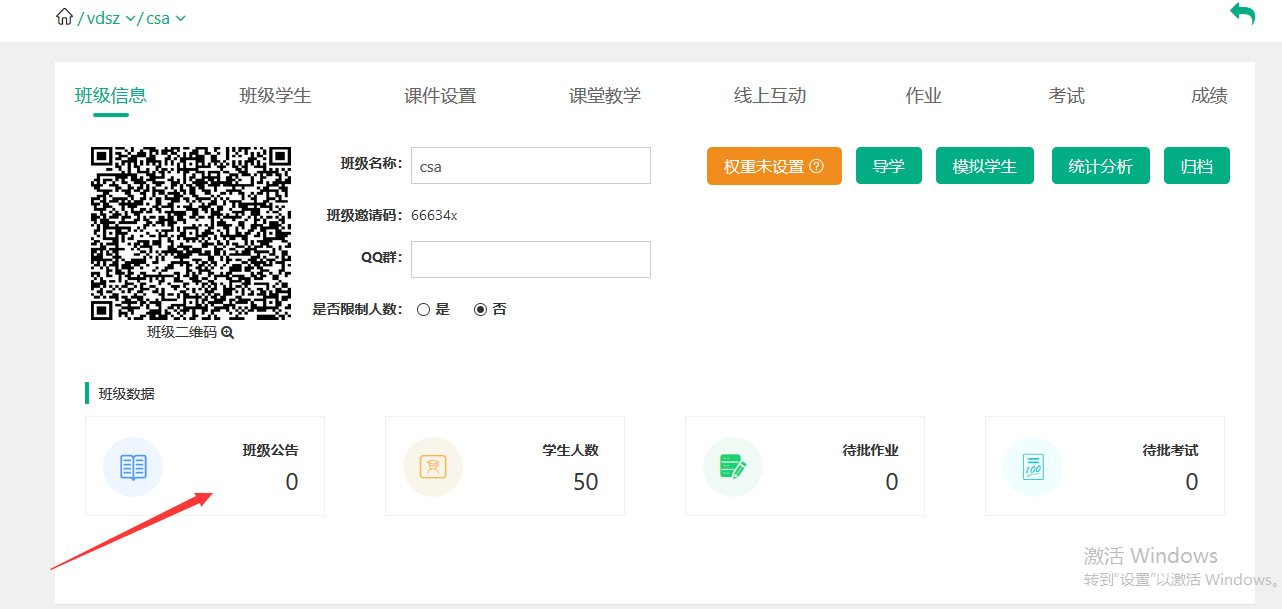 / vdsz / csa
班级信息 班级学生 课件设置 课堂教学 线上互动 作业 考试 成绩
班级名称： csa
权重未设置 导学 模拟学生 统计分析 归档
班级邀请码：66634x
QQ群：
是否限制人数： 是 否
班级二维码
班级数据
班级公告 学生人数 待批作业 待批考试
100
0 50 0 0
激活 Windows
转到"设置"以激活 Windows。